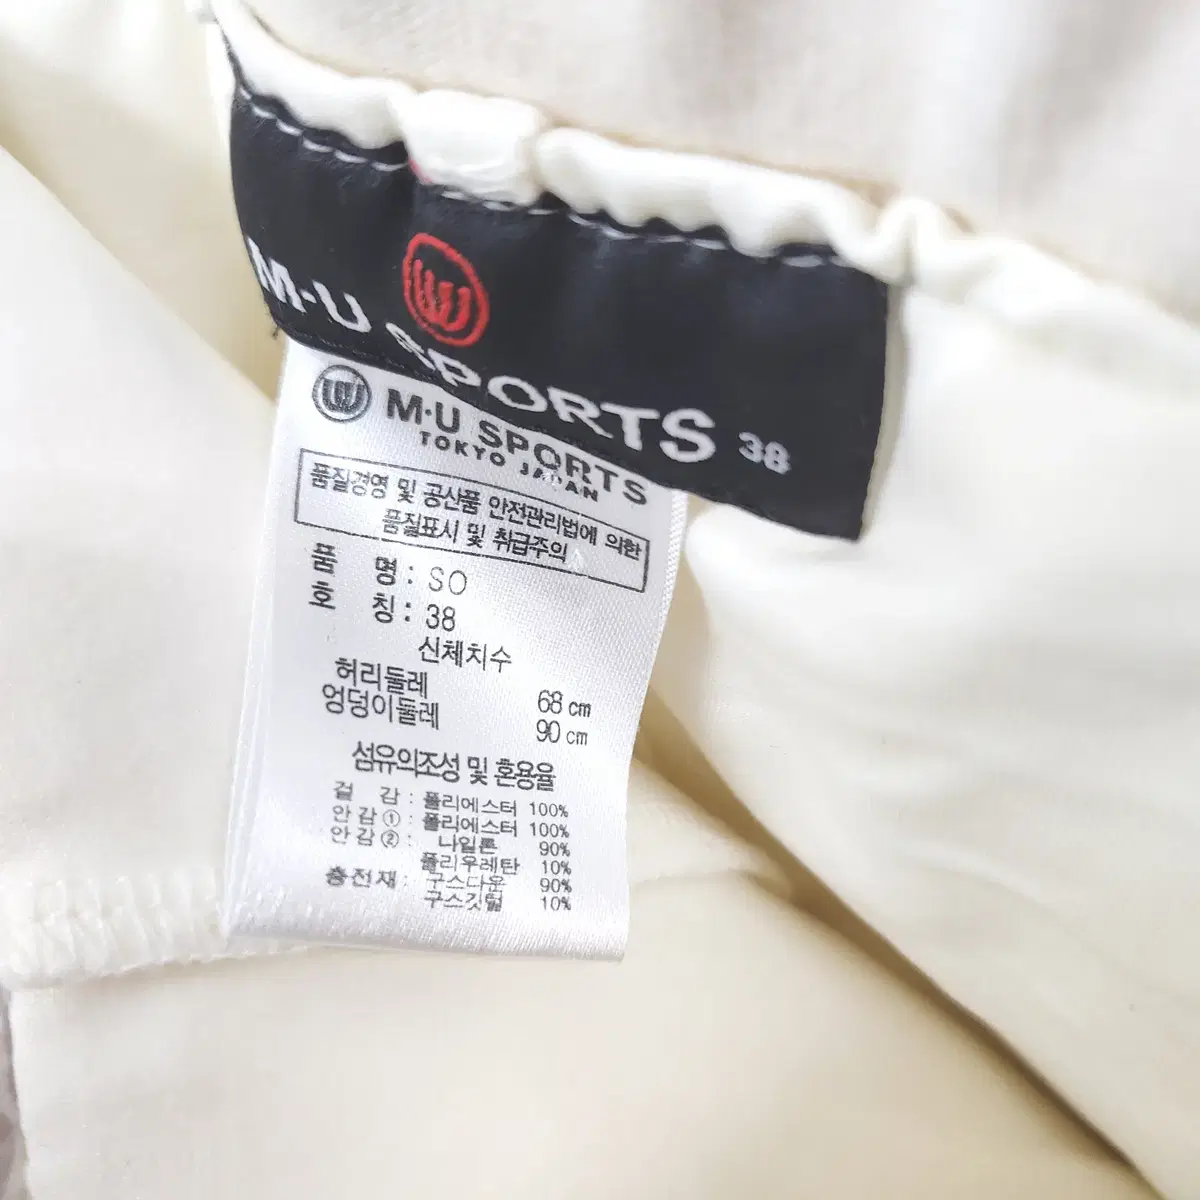 M·U SPORTS 38
M·U SPORTS
TOKYO JAPAN
품질경영 및 공산품 안전관리법에 의한
품질표시 및 취급주의
품 명 : SO
호 칭 : 38
신체치수
허리둘레 68 cm
엉덩이둘레 90 cm
섬유의조성 및 혼용율
겉 감 : 폴리에스터 100%
안감① : 폴리에스터 100%
안감② : 나일론 90%
폴리우레탄 10%
충전재 : 구스다운 90%
구스깃털 10%